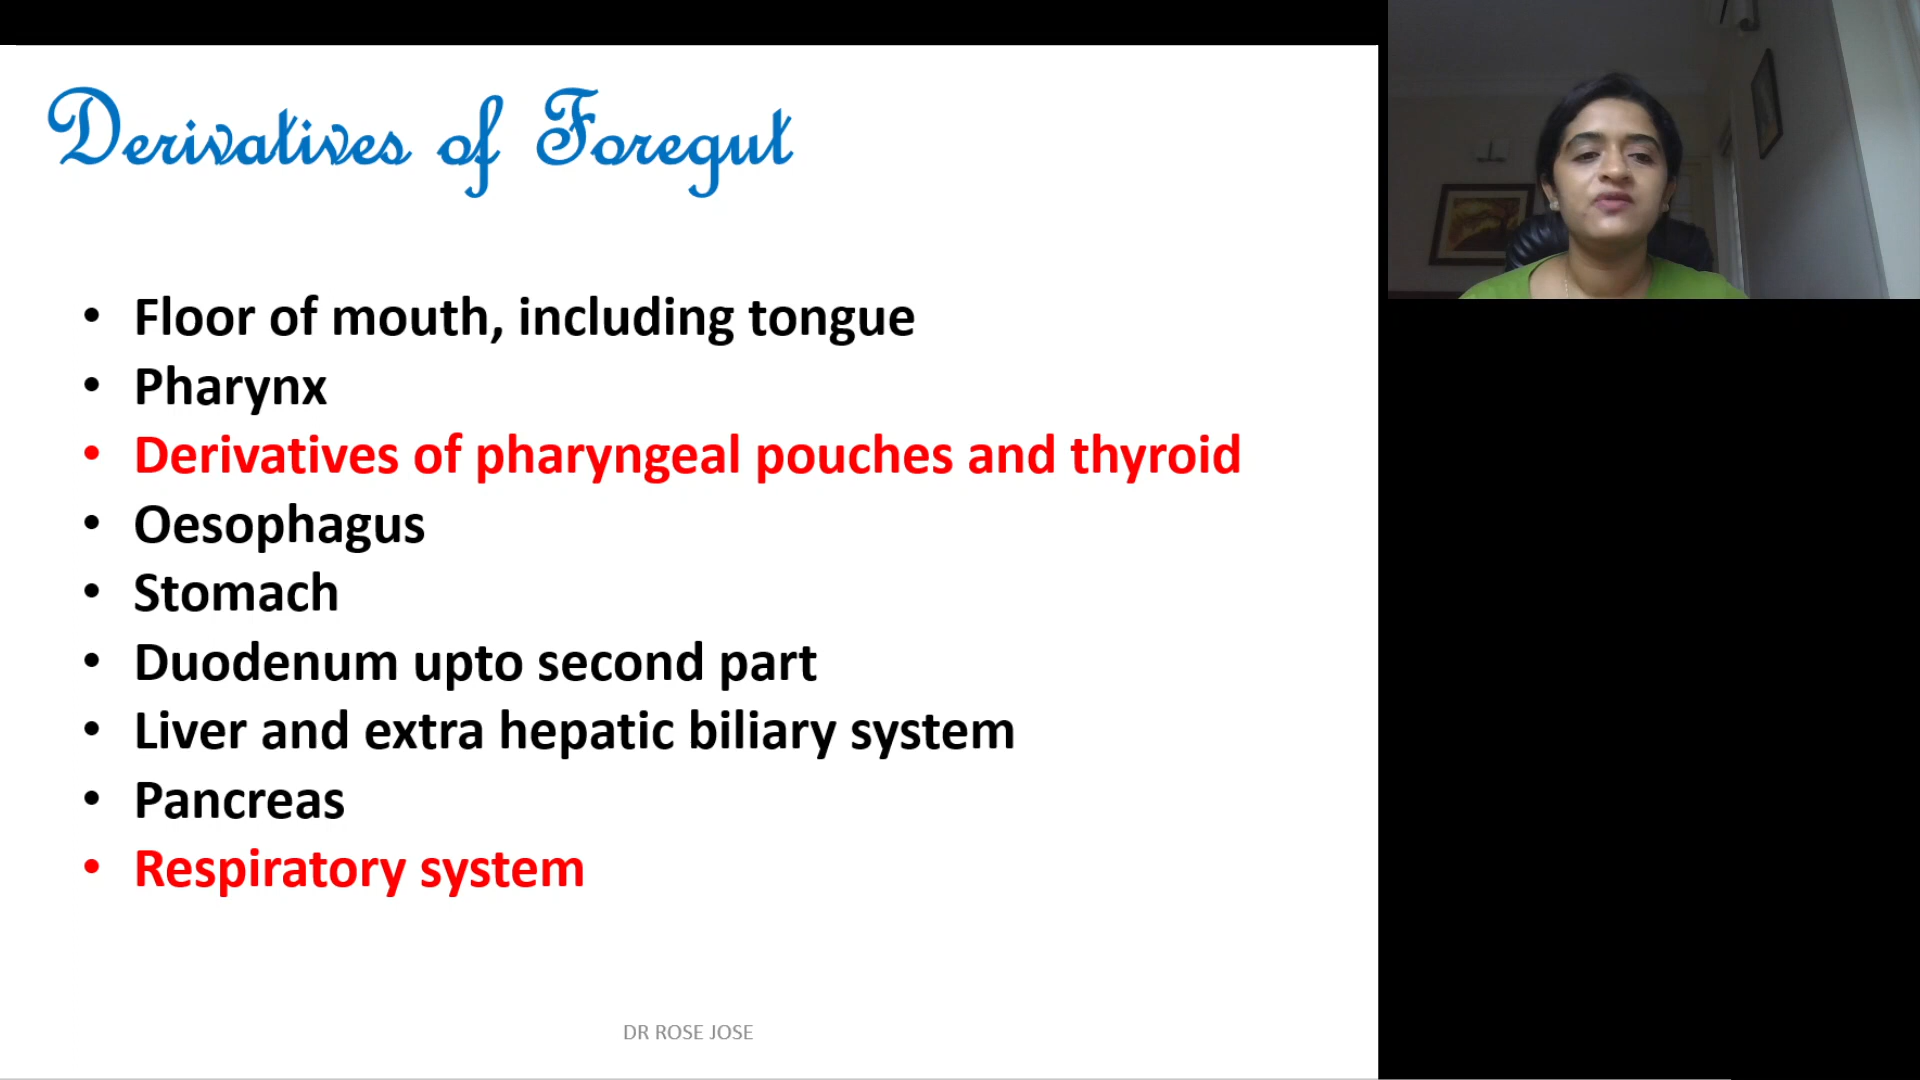 Derivatives of Foregut
• Floor of mouth, including tongue
• Pharynx
• Derivatives of pharyngeal pouches and thyroid
• Oesophagus
• Stomach
• Duodenum upto second part
• Liver and extra hepatic biliary system
• Pancreas
• Respiratory system
DR ROSE JOSE